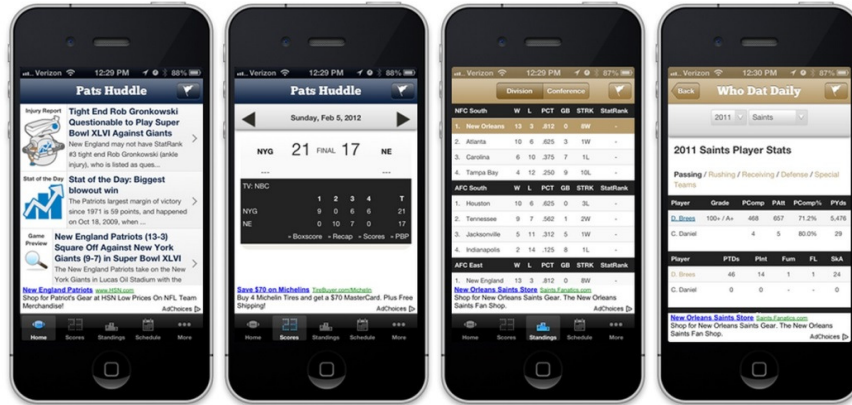 Verizon 12:29 PM 88%
Pats Huddle
Injury Report
Tight End Rob Gronkowski
Questionable to Play Super
Bowl XLVI Against Giants
New England may not have StatRank
#3 tight end Rob Gronkowski (ankle
injury), who is listed as ques...
Stat of the Day
Stat of the Day: Biggest
blowout win
The Patriots largest margin of victory
since 1971 is 59 points, and happened
on Oct 18, 2009, when ...
Game
Preview
New England Patriots (13-3)
Square Off Against New York
Giants (9-7) in Super Bowl XLVI
The New England Patriots take on the New
York Giants in Lucas Oil Stadium with the
New England Patriots www.HSN.com
Shop for Patriot's Gear at HSN Low Prices On NFL Team
Merchandise!
AdChoices
Home Scores Standings Schedule More
Verizon 12:29 PM 88%
Pats Huddle
Sunday, Feb 5, 2012
NYG 21 FINAL 17 NE
--- ---
TV: NBC
1 2 3 4 T
NYG 9 0 6 6 21
NE 0 10 7 0 17
» Boxscore » Recap » Scores » PBP
Save $70 on Michelins TireBuyer.com/Michelin
Buy 4 Michelin Tires and get a $70 MasterCard. Plus Free
Shipping!
AdChoices
Home Scores Standings Schedule More
Verizon 12:29 PM 87%
Division Conference
NFC South W L PCT GB STRK StatRank
1. New Orleans 13 3 .812 0 8W -
2. Atlanta 10 6 .625 3 1W -
3. Carolina 6 10 .375 7 1L -
4. Tampa Bay 4 12 .250 9 10L -
AFC South W L PCT GB STRK StatRank
1. Houston 10 6 .625 0 3L -
2. Tennessee 9 7 .562 1 2W -
3. Jacksonville 5 11 .312 5 1W -
4. Indianapolis 2 14 .125 8 1L -
AFC East W L PCT GB STRK StatRank
1. New England 13 3 .812 0 8W -
New Orleans Saints Store Saints.Fanatics.com
Shop for New Orleans Saints Gear. The New Orleans
Saints Fan Shop.
AdChoices
Home Scores Standings Schedule More
Verizon 12:30 PM 87%
Back Who Dat Daily
2011 Saints
2011 Saints Player Stats
Passing / Rushing / Receiving / Defense / Special
Teams
Player Grade PComp PAtt PComp% PYds
D. Brees 100+ / A+ 468 657 71.2% 5,476
C. Daniel 4 5 80.0% 29
Player PTDs PInt Fum FL SkA
D. Brees 46 14 1 1 24
C. Daniel 0 0 - - 0
New Orleans Saints Store Saints.Fanatics.com
Shop for New Orleans Saints Gear. The New Orleans
Saints Fan Shop.
AdChoices